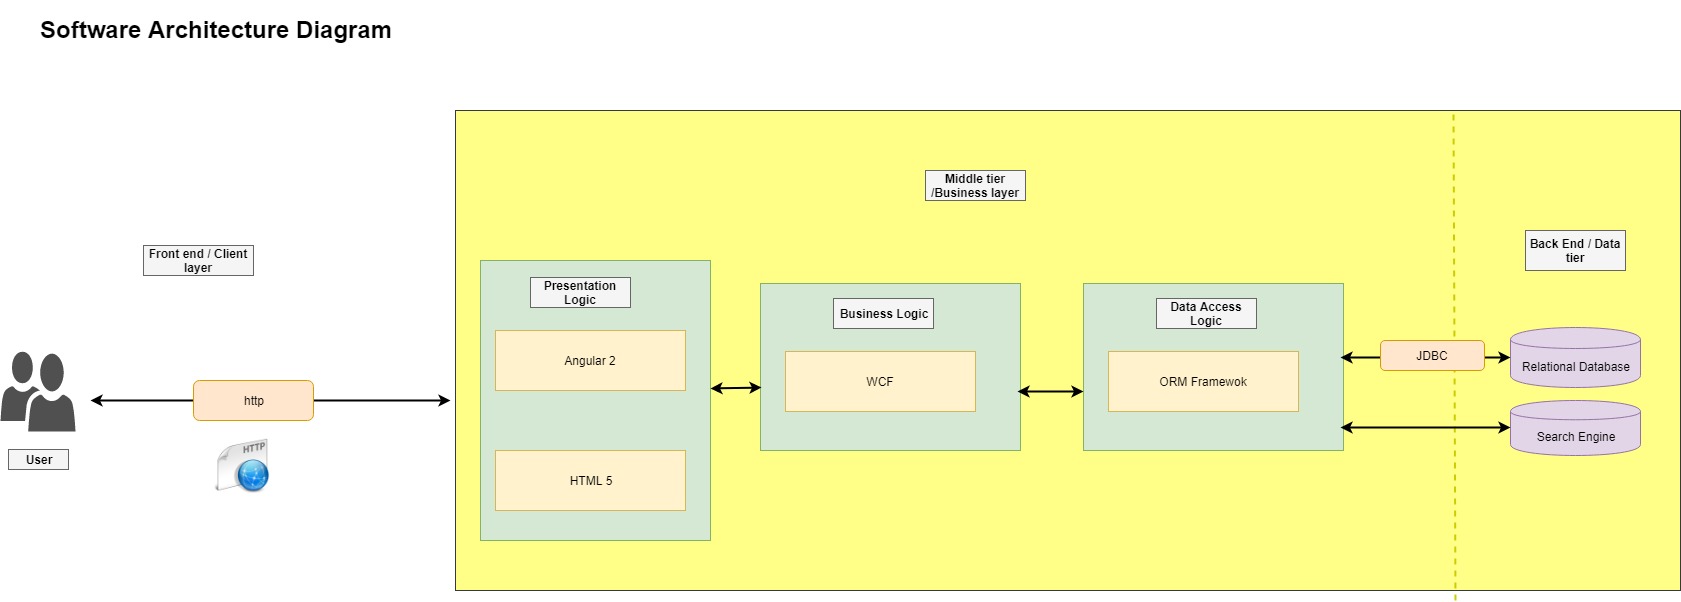 Software Architecture Diagram
Middle tier
/Business layer
Front end / Client
layer
Back End / Data
tier
Presentation
Logic
Business Logic
Data Access
Logic
Angular 2
WCF
ORM Framewok
JDBC
Relational Database
http
HTTP
Search Engine
User
HTML 5